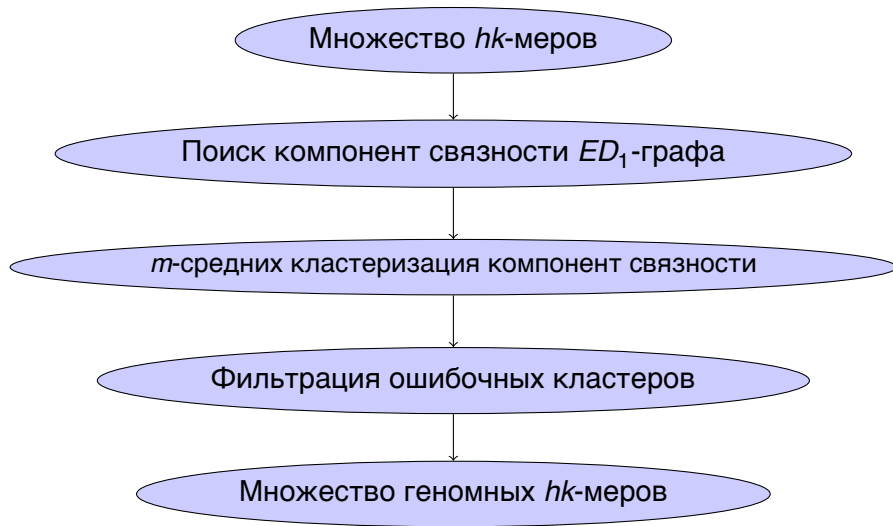 Множество hk-меров
Поиск компонент связности ED₁-графа
m-средних кластеризация компонент связности
Фильтрация ошибочных кластеров
Множество геномных hk-меров